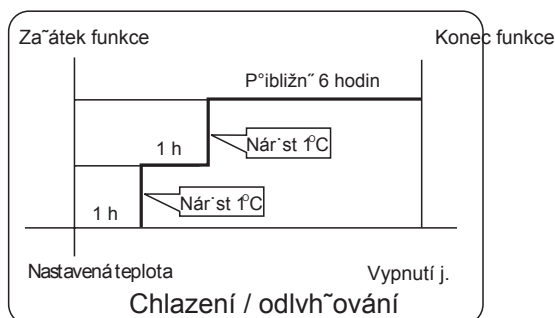 Za˜átek funkce
Konec funkce
P°ibližn˝ 6 hodin
1 h
Nár˙st 1°C
1 h
Nár˙st 1°C
Nastavená teplota
Vypnutí j.
Chlazení / odlvh˜ování